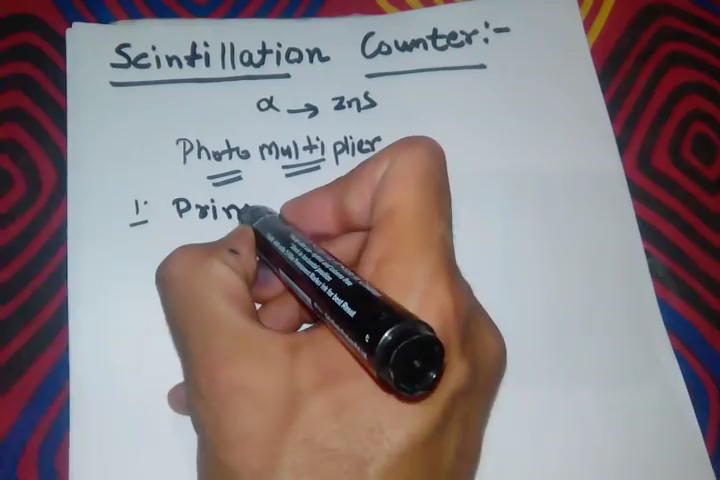 Scintillation Counter:-
α → ZnS
Photo multiplier
1: Prin